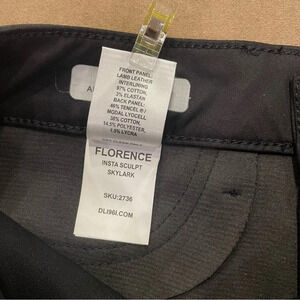 FRONT PANEL:
LAMB LEATHER
INTERLINING
97% COTTON,
3% ELASTAN
BACK PANEL:
46% TENCEL ®/
MODAL LYOCELL
38% COTTON,
14.5% POLYESTER,
1.5% LYCRA
FLORENCE
INSTA SCULPT
SKYLARK
SKU:2736
DL1961.COM